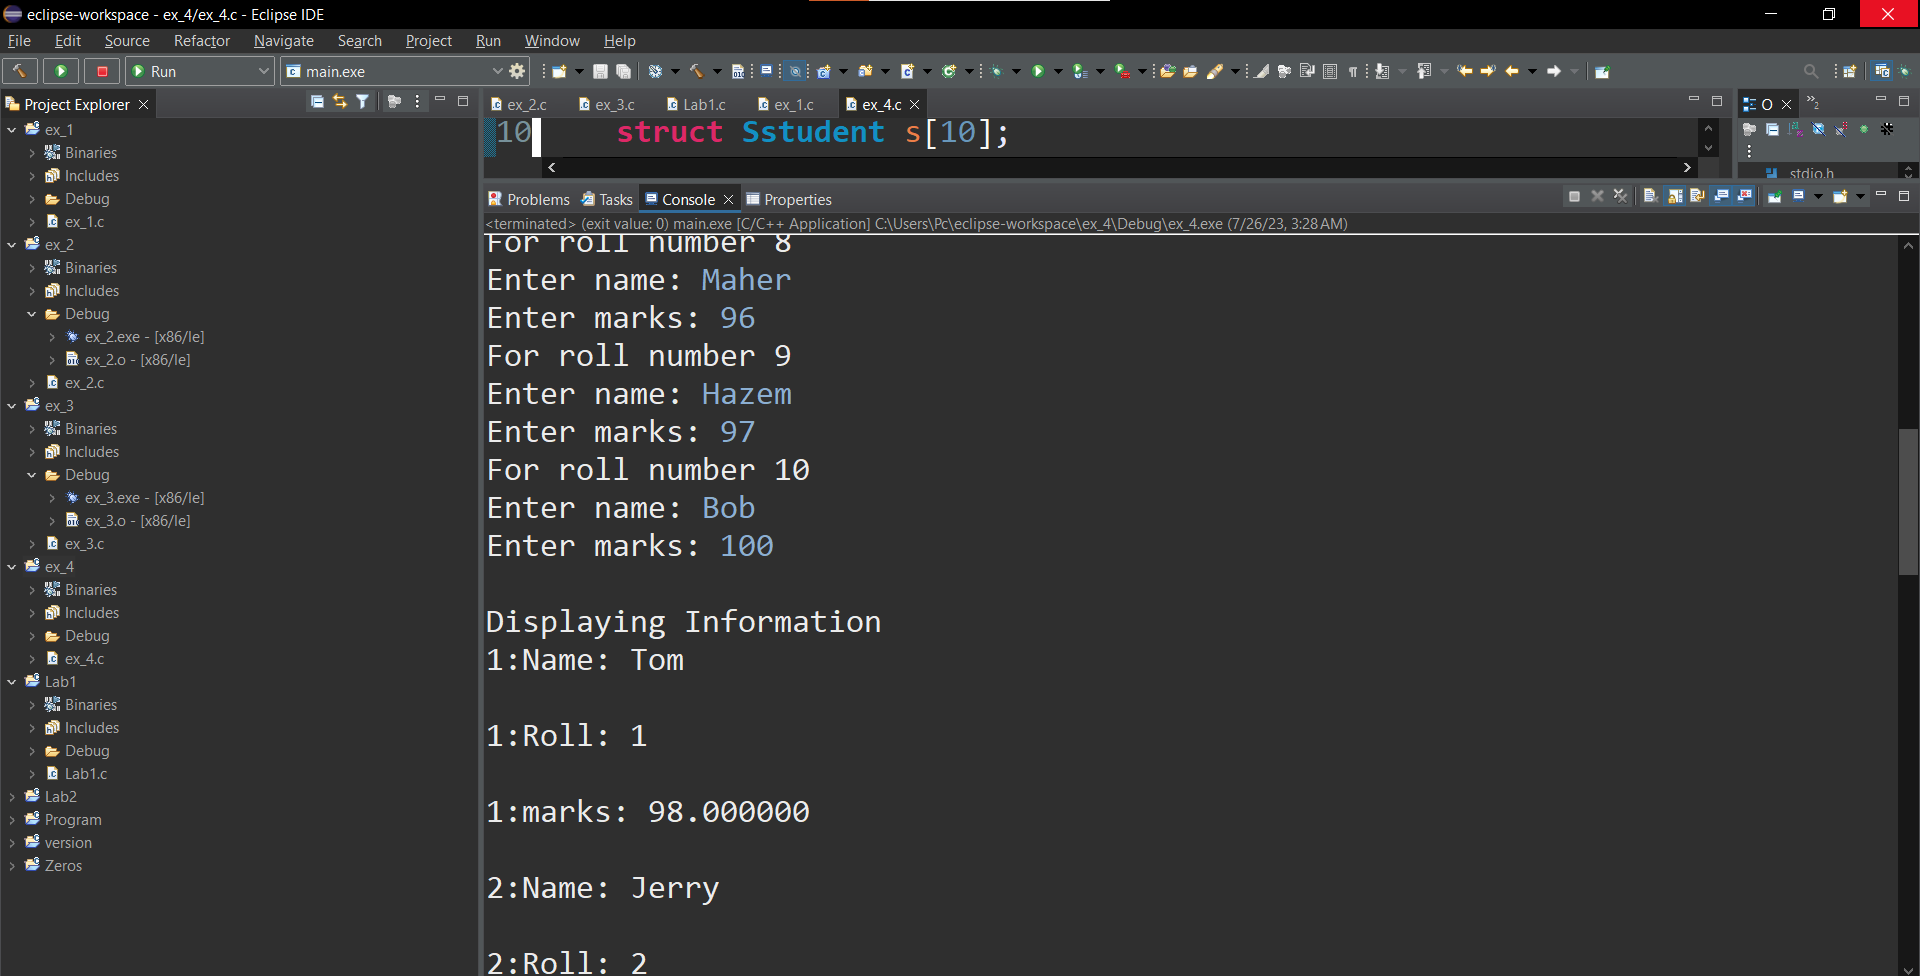 eclipse-workspace - ex_4/ex_4.c - Eclipse IDE
File Edit Source Refactor Navigate Search Project Run Window Help
Run main.exe
Project Explorer
ex_1
Binaries
Includes
Debug
ex_1.c
ex_2
Binaries
Includes
Debug
ex_2.exe - [x86/le]
ex_2.o - [x86/le]
ex_2.c
ex_3
Binaries
Includes
Debug
ex_3.exe - [x86/le]
ex_3.o - [x86/le]
ex_3.c
ex_4
Binaries
Includes
Debug
ex_4.c
Lab1
Binaries
Includes
Debug
Lab1.c
Lab2
Program
version
Zeros
ex_2.c ex_3.c Lab1.c ex_1.c ex_4.c
10 struct Sstudent s[10];
O
2
stdio.h
Problems Tasks Console Properties
<terminated> (exit value: 0) main.exe [C/C++ Application] C:\Users\Pc\eclipse-workspace\ex_4\Debug\ex_4.exe (7/26/23, 3:28 AM)
For roll number 8
Enter name: Maher
Enter marks: 96
For roll number 9
Enter name: Hazem
Enter marks: 97
For roll number 10
Enter name: Bob
Enter marks: 100
Displaying Information
1:Name: Tom
1:Roll: 1
1:marks: 98.000000
2:Name: Jerry
2:Roll: 2